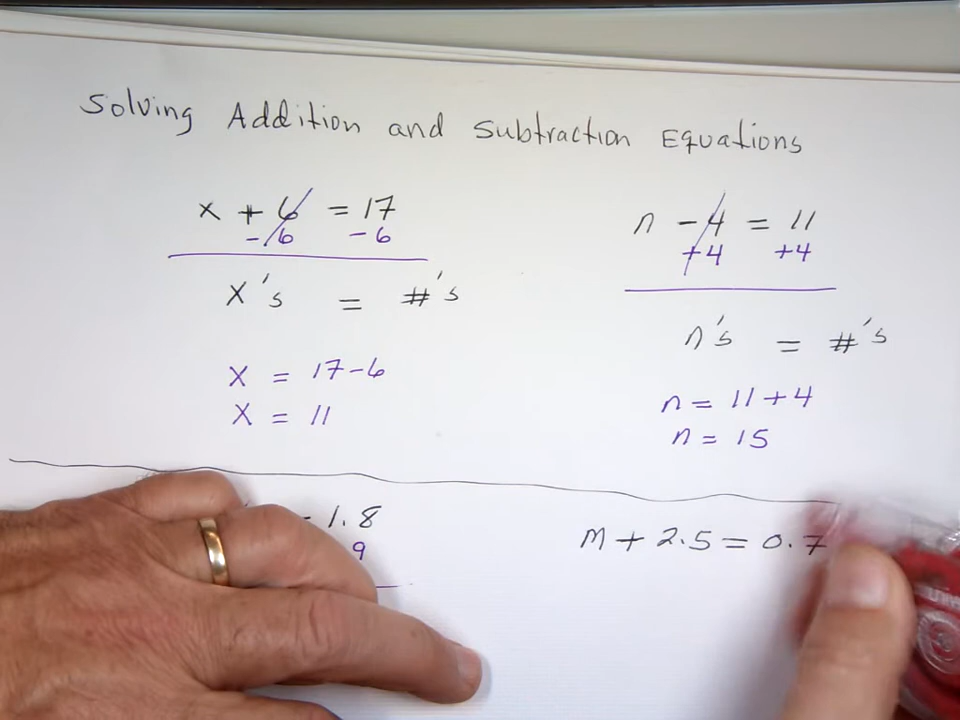 Solving Addition and Subtraction Equations
x + 6 = 17
- 6 - 6
x's = #'s
x = 17 - 6
x = 11
n - 4 = 11
+4 +4
n's = #'s
n = 11 + 4
n = 15
1.8
9
m + 2.5 = 0.7